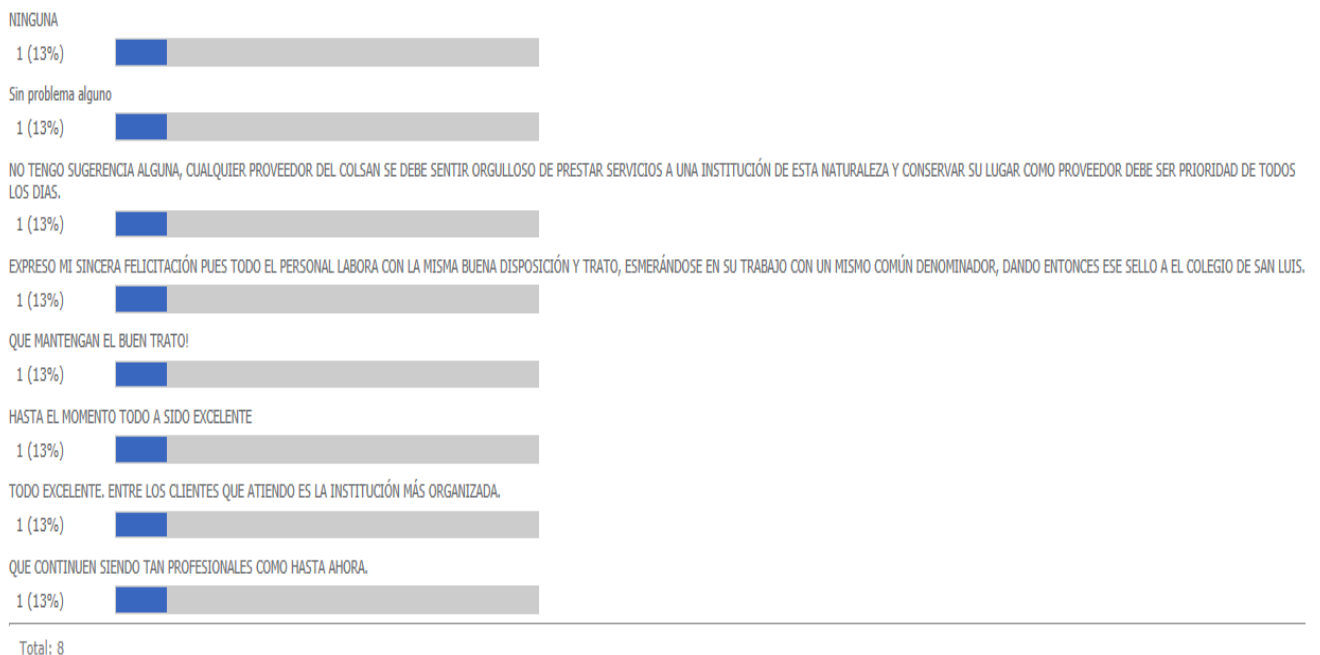 NINGUNA
1 (13%)
Sin problema alguno
1 (13%)
NO TENGO SUGERENCIA ALGUNA, CUALQUIER PROVEEDOR DEL COLSAN SE DEBE SENTIR ORGULLOSO DE PRESTAR SERVICIOS A UNA INSTITUCIÓN DE ESTA NATURALEZA Y CONSERVAR SU LUGAR COMO PROVEEDOR DEBE SER PRIORIDAD DE TODOS
LOS DIAS.
1 (13%)
EXPRESO MI SINCERA FELICITACIÓN PUES TODO EL PERSONAL LABORA CON LA MISMA BUENA DISPOSICIÓN Y TRATO, ESMERÁNDOSE EN SU TRABAJO CON UN MISMO COMÚN DENOMINADOR, DANDO ENTONCES ESE SELLO A EL COLEGIO DE SAN LUIS.
1 (13%)
QUE MANTENGAN EL BUEN TRATO!
1 (13%)
HASTA EL MOMENTO TODO A SIDO EXCELENTE
1 (13%)
TODO EXCELENTE. ENTRE LOS CLIENTES QUE ATIENDO ES LA INSTITUCIÓN MÁS ORGANIZADA.
1 (13%)
QUE CONTINUEN SIENDO TAN PROFESIONALES COMO HASTA AHORA.
1 (13%)
Total: 8